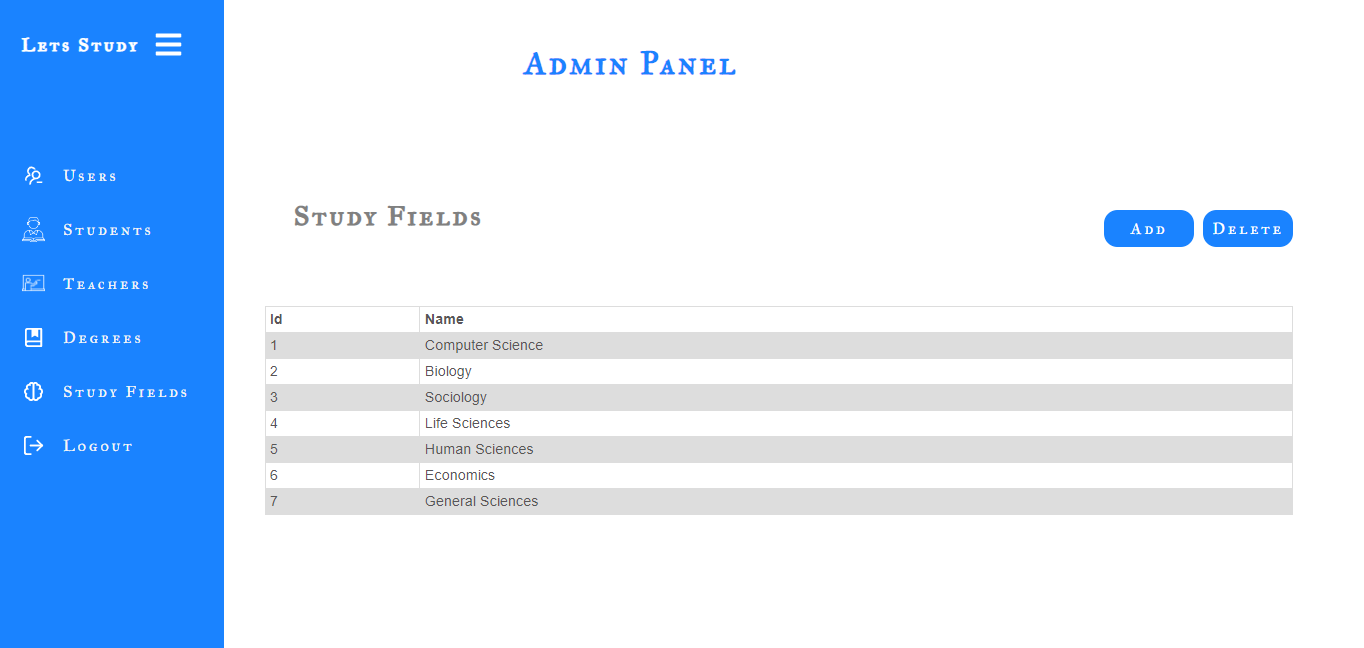 Lets Study
Admin Panel
Users
Students
Teachers
Degrees
Study Fields
Logout
Study Fields
Add Delete
Id Name
1 Computer Science
2 Biology
3 Sociology
4 Life Sciences
5 Human Sciences
6 Economics
7 General Sciences